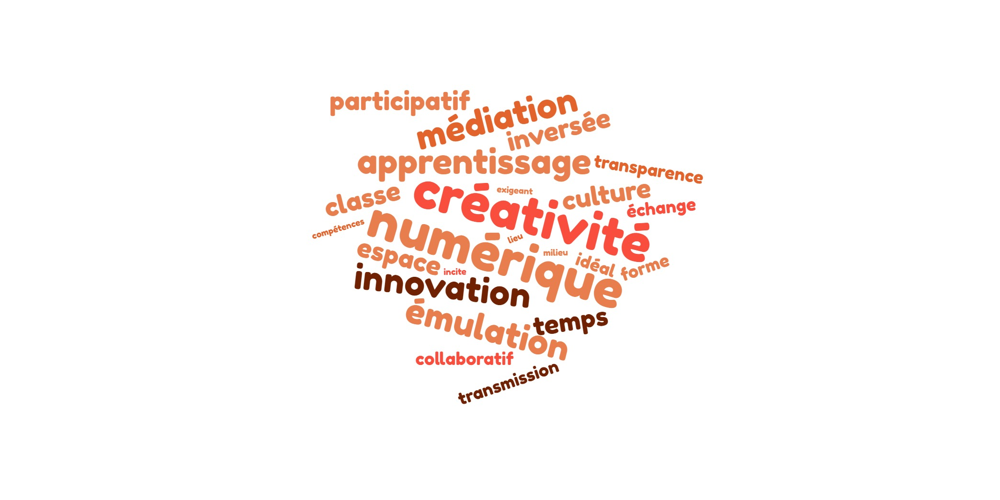 participatif
médiation
inversée
apprentissage
transparence
créativité
exigeant
culture
classe
échange
compétences
numérique
lieu
milieu
espace
idéal
forme
incite
innovation
émulation
temps
collaboratif
transmission